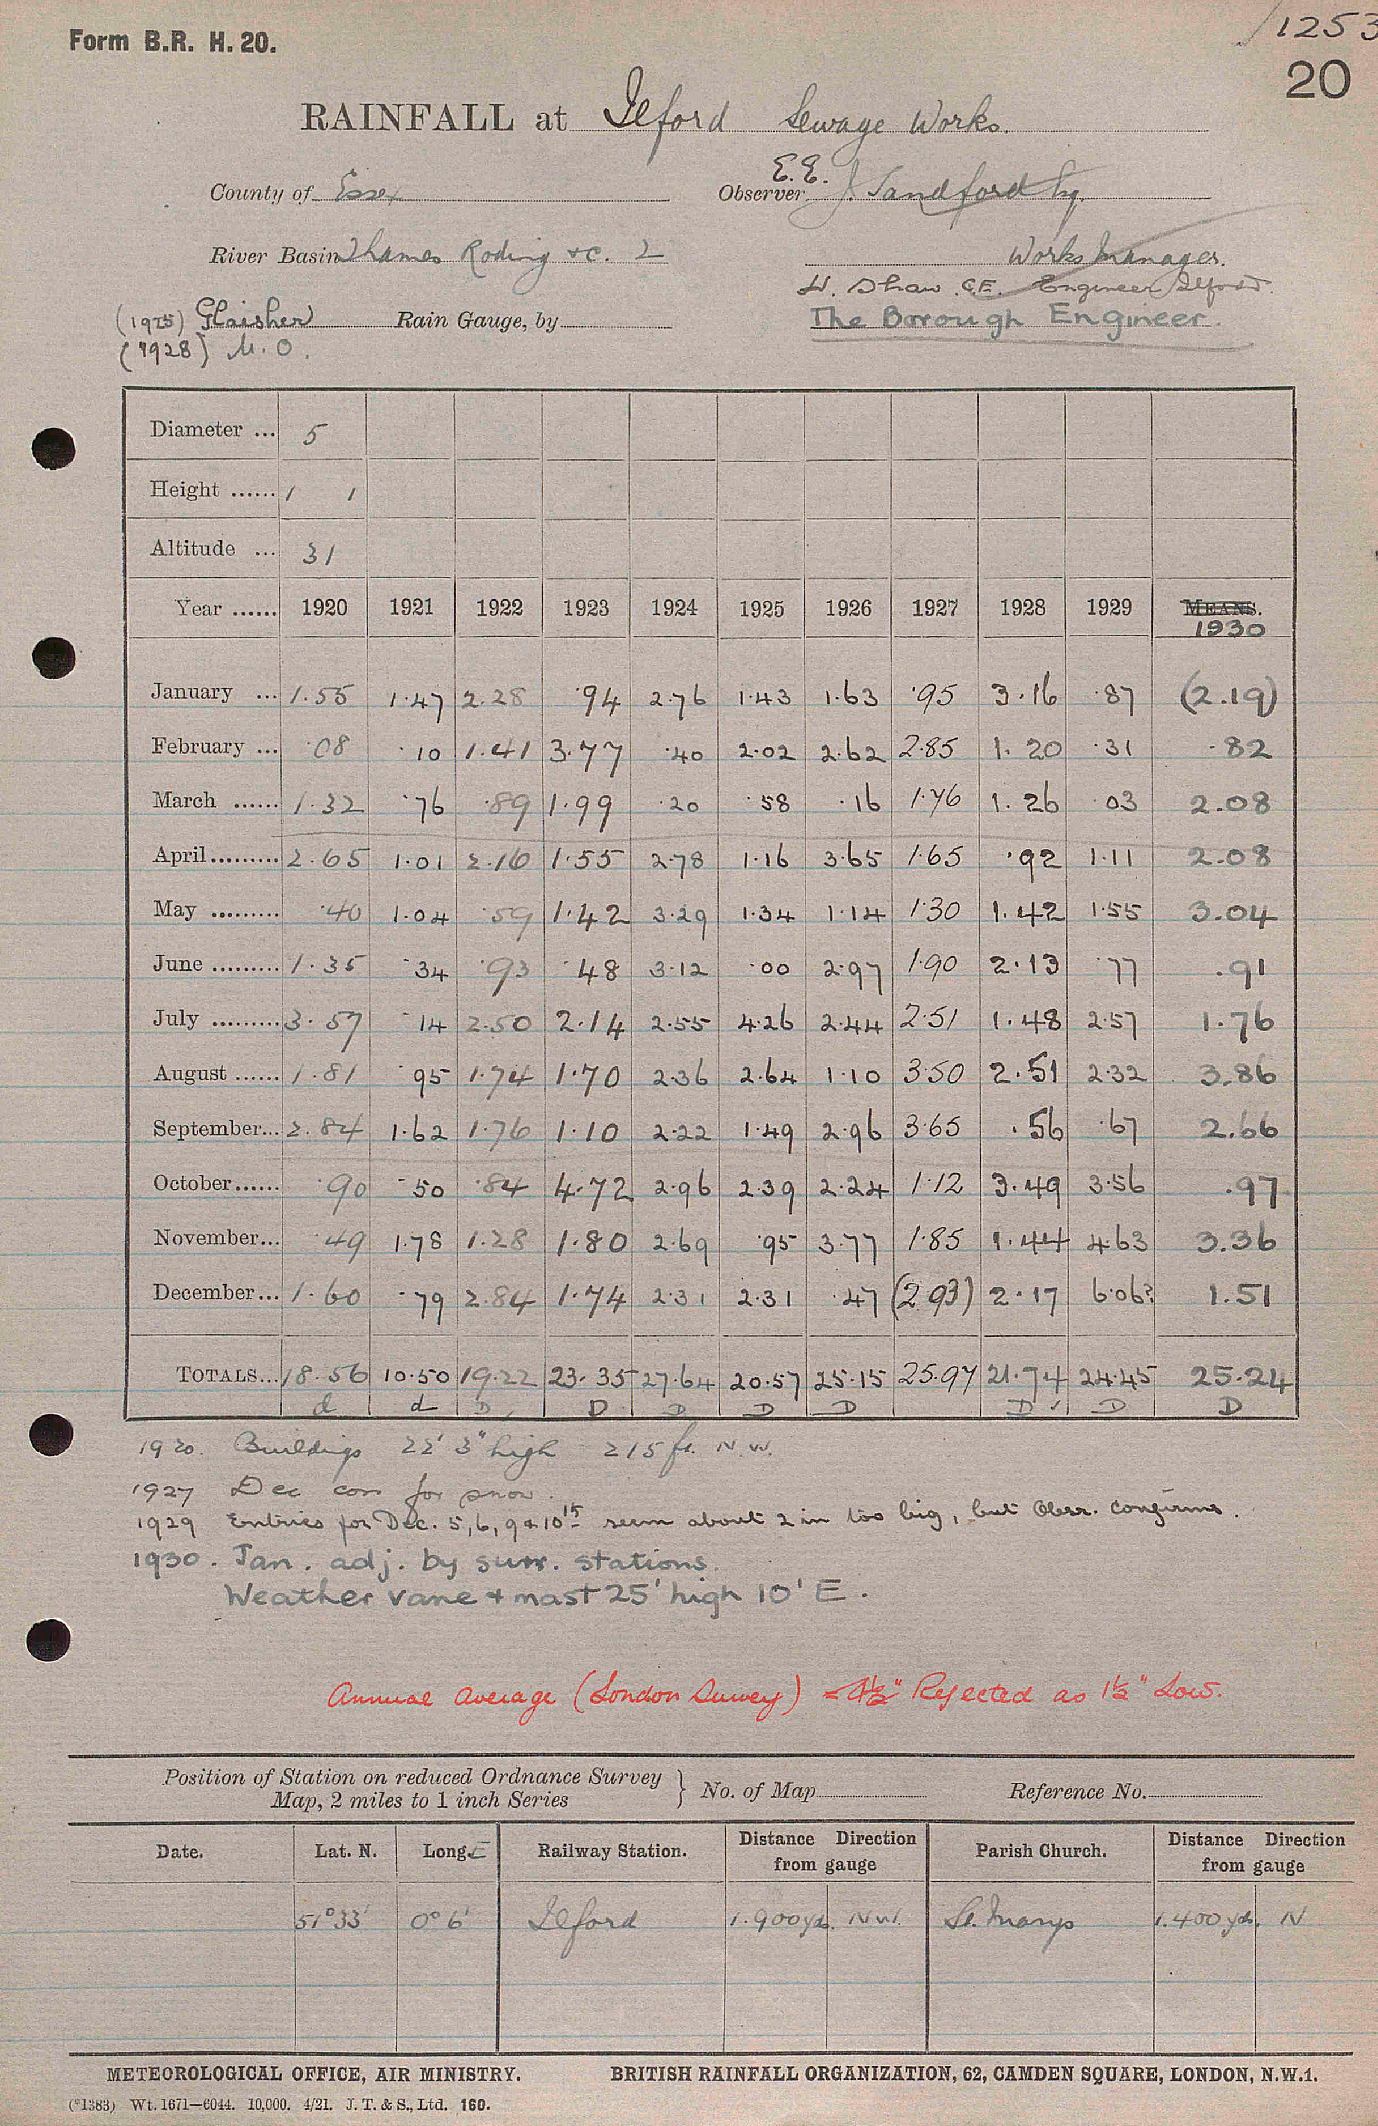 1253
Form B.R. H. 20.
20
RAINFALL at Ilford Sewage Works.
E.E.
County of Essex Observer J. Sandford Esq.
River Basin Thames Roding &c. 2 Works Manager.
H. Shaw C.E. Engineer Ilford
(1925) Glaisher Rain Gauge, by The Borough Engineer.
(1928) M.O.
Diameter ... 5
Height ...... 1 1
Altitude ... 31
Year ...... 1920 1921 1922 1923 1924 1925 1926 1927 1928 1929 MEANS.
1930
January ... 1.55 1.47 2.28 .94 2.76 1.43 1.63 .95 3.16 .87 (2.19)
February ... .08 .10 1.41 3.77 .40 2.02 2.62 2.85 1.20 .31 .82
March ...... 1.32 .76 .89 1.99 .20 .58 .16 1.76 1.26 .03 2.08
April......... 2.65 1.01 2.16 1.55 2.78 1.16 3.65 1.65 .92 1.11 2.08
May ......... .40 1.04 .59 1.42 3.29 1.34 1.14 1.30 1.42 1.55 3.04
June ......... 1.35 .34 .93 .48 3.12 .00 2.97 1.90 2.13 .77 .91
July ......... 3.57 .14 2.50 2.14 2.55 4.26 2.44 2.51 1.48 2.57 1.76
August ...... 1.81 .95 1.74 1.70 2.36 2.64 1.10 3.50 2.51 2.32 3.86
September... 2.84 1.62 1.76 1.10 2.22 1.49 2.96 3.65 .56 .67 2.66
October...... .90 .50 .84 4.72 2.96 2.39 2.24 1.12 3.49 3.56 .97
November... .49 1.78 1.28 1.80 2.69 .95 3.77 1.85 1.44 4.63 3.36
December... 1.60 .79 2.84 1.74 2.31 2.31 .47 (2.93) 2.17 6.06? 1.51
TOTALS... 18.56 10.50 19.22 23.35 27.64 20.57 25.15 25.97 21.74 24.45 25.24
d d D D D D D D D D
1920. Buildings 22' 3" high 215 ft. N.W.
1927 Dec corr for snow.
1929 Entries for Dec. 5, 6, 9 & 10th seem about 2 in too big, but Obsr. confirms.
1930. Jan. adj. by surr. stations.
Weather vane & mast 25' high 10' E.
Annual average (London Survey) Rejected as 1½" Low.
Position of Station on reduced Ordnance Survey
Map, 2 miles to 1 inch Series } No. of Map Reference No.
Date. Lat. N. Long. E Railway Station. Distance Direction from gauge Parish Church. Distance Direction from gauge
51°33' 0°6' Ilford 1.900 yds. NW. St. Marys 1.400 yds. N
METEOROLOGICAL OFFICE, AIR MINISTRY. BRITISH RAINFALL ORGANIZATION, 62, CAMDEN SQUARE, LONDON, N.W.1.
(*1383) Wt. 1671—6044. 10,000. 4/21. J. T. & S., Ltd. 160.